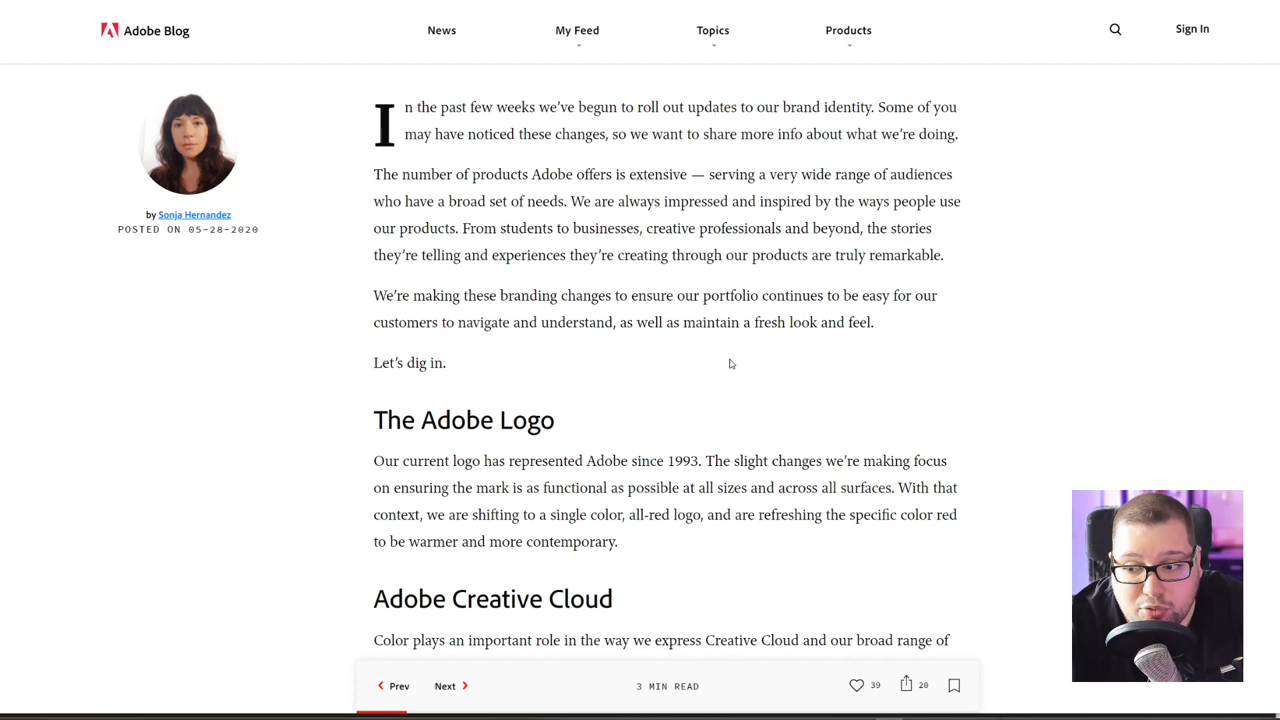 Adobe Blog
News
My Feed
Topics
Products
Sign In
by Sonja Hernandez
POSTED ON 05-28-2020
In the past few weeks we’ve begun to roll out updates to our brand identity. Some of you
may have noticed these changes, so we want to share more info about what we’re doing.
The number of products Adobe offers is extensive — serving a very wide range of audiences
who have a broad set of needs. We are always impressed and inspired by the ways people use
our products. From students to businesses, creative professionals and beyond, the stories
they’re telling and experiences they’re creating through our products are truly remarkable.
We’re making these branding changes to ensure our portfolio continues to be easy for our
customers to navigate and understand, as well as maintain a fresh look and feel.
Let’s dig in.
The Adobe Logo
Our current logo has represented Adobe since 1993. The slight changes we’re making focus
on ensuring the mark is as functional as possible at all sizes and across all surfaces. With that
context, we are shifting to a single color, all-red logo, and are refreshing the specific color red
to be warmer and more contemporary.
Adobe Creative Cloud
Color plays an important role in the way we express Creative Cloud and our broad range of
Prev
Next
3 MIN READ
39
20